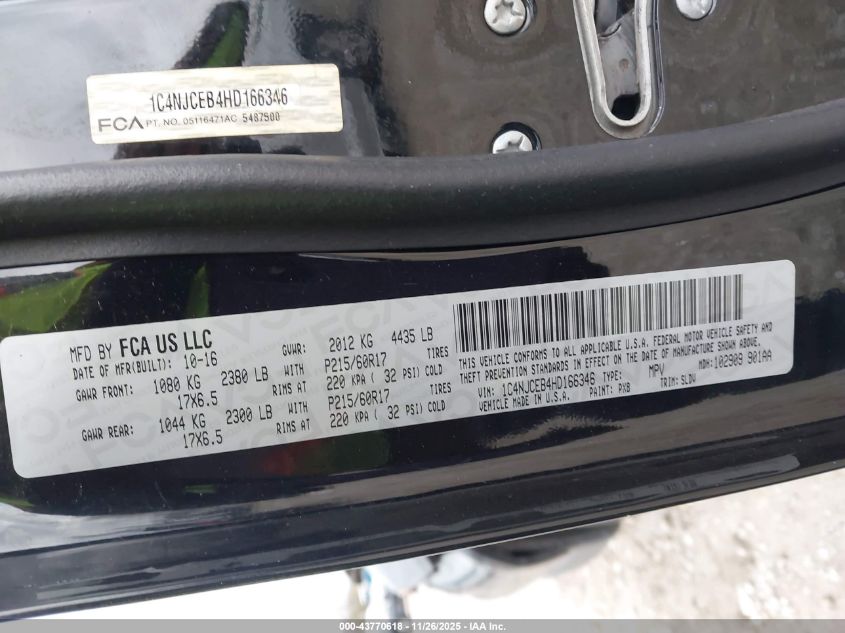 1C4NJCEB4HD166346
FCA PT. NO. 05116471AC 5487500
MFD BY FCA US LLC
DATE OF MFR(BUILT): 10-16 GVWR: 2012 KG 4435 LB
GAWR FRONT: 1080 KG 2380 LB WITH P215/60R17 TIRES
17X6.5 RIMS AT 220 KPA ( 32 PSI) COLD
GAWR REAR: 1044 KG 2300 LB WITH P215/60R17 TIRES
17X6.5 RIMS AT 220 KPA ( 32 PSI) COLD
THIS VEHICLE CONFORMS TO ALL APPLICABLE U.S.A. FEDERAL MOTOR VEHICLE SAFETY AND
THEFT PREVENTION STANDARDS IN EFFECT ON THE DATE OF MANUFACTURE SHOWN ABOVE.
VIN: 1C4NJCEB4HD166346 TYPE: MPV MDH: 102909 901AA
VEHICLE MADE IN U.S.A. PAINT: PXB TRIM: SLDV
000-43770618 - 11/26/2025 - IAA Inc.